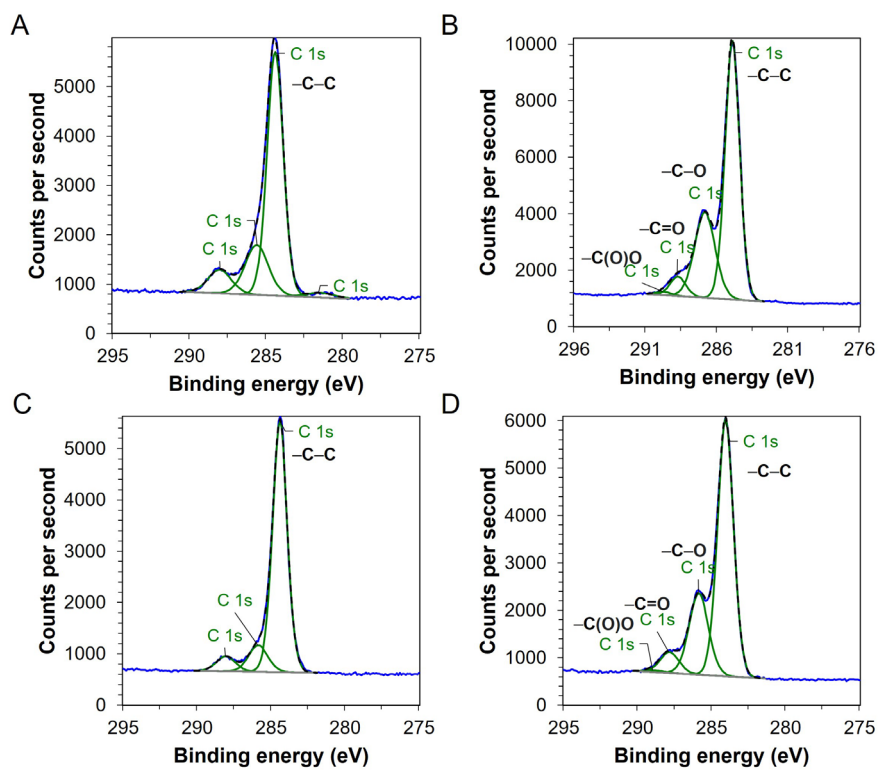 A
C 1s
–C–C
C 1s
C 1s
C 1s
5000
4000
3000
2000
1000
0
295
290
285
280
275
Counts per second
Binding energy (eV)
B
C 1s
–C–C
–C–O
C 1s
–C=O
C 1s
–C(O)O
C 1s
10000
8000
6000
4000
2000
0
296
291
286
281
276
Counts per second
Binding energy (eV)
C
C 1s
–C–C
C 1s
C 1s
5000
4000
3000
2000
1000
0
295
290
285
280
275
Counts per second
Binding energy (eV)
D
C 1s
–C–C
–C–O
C 1s
–C=O
C 1s
–C(O)O
C 1s
6000
5000
4000
3000
2000
1000
0
295
290
285
280
275
Counts per second
Binding energy (eV)